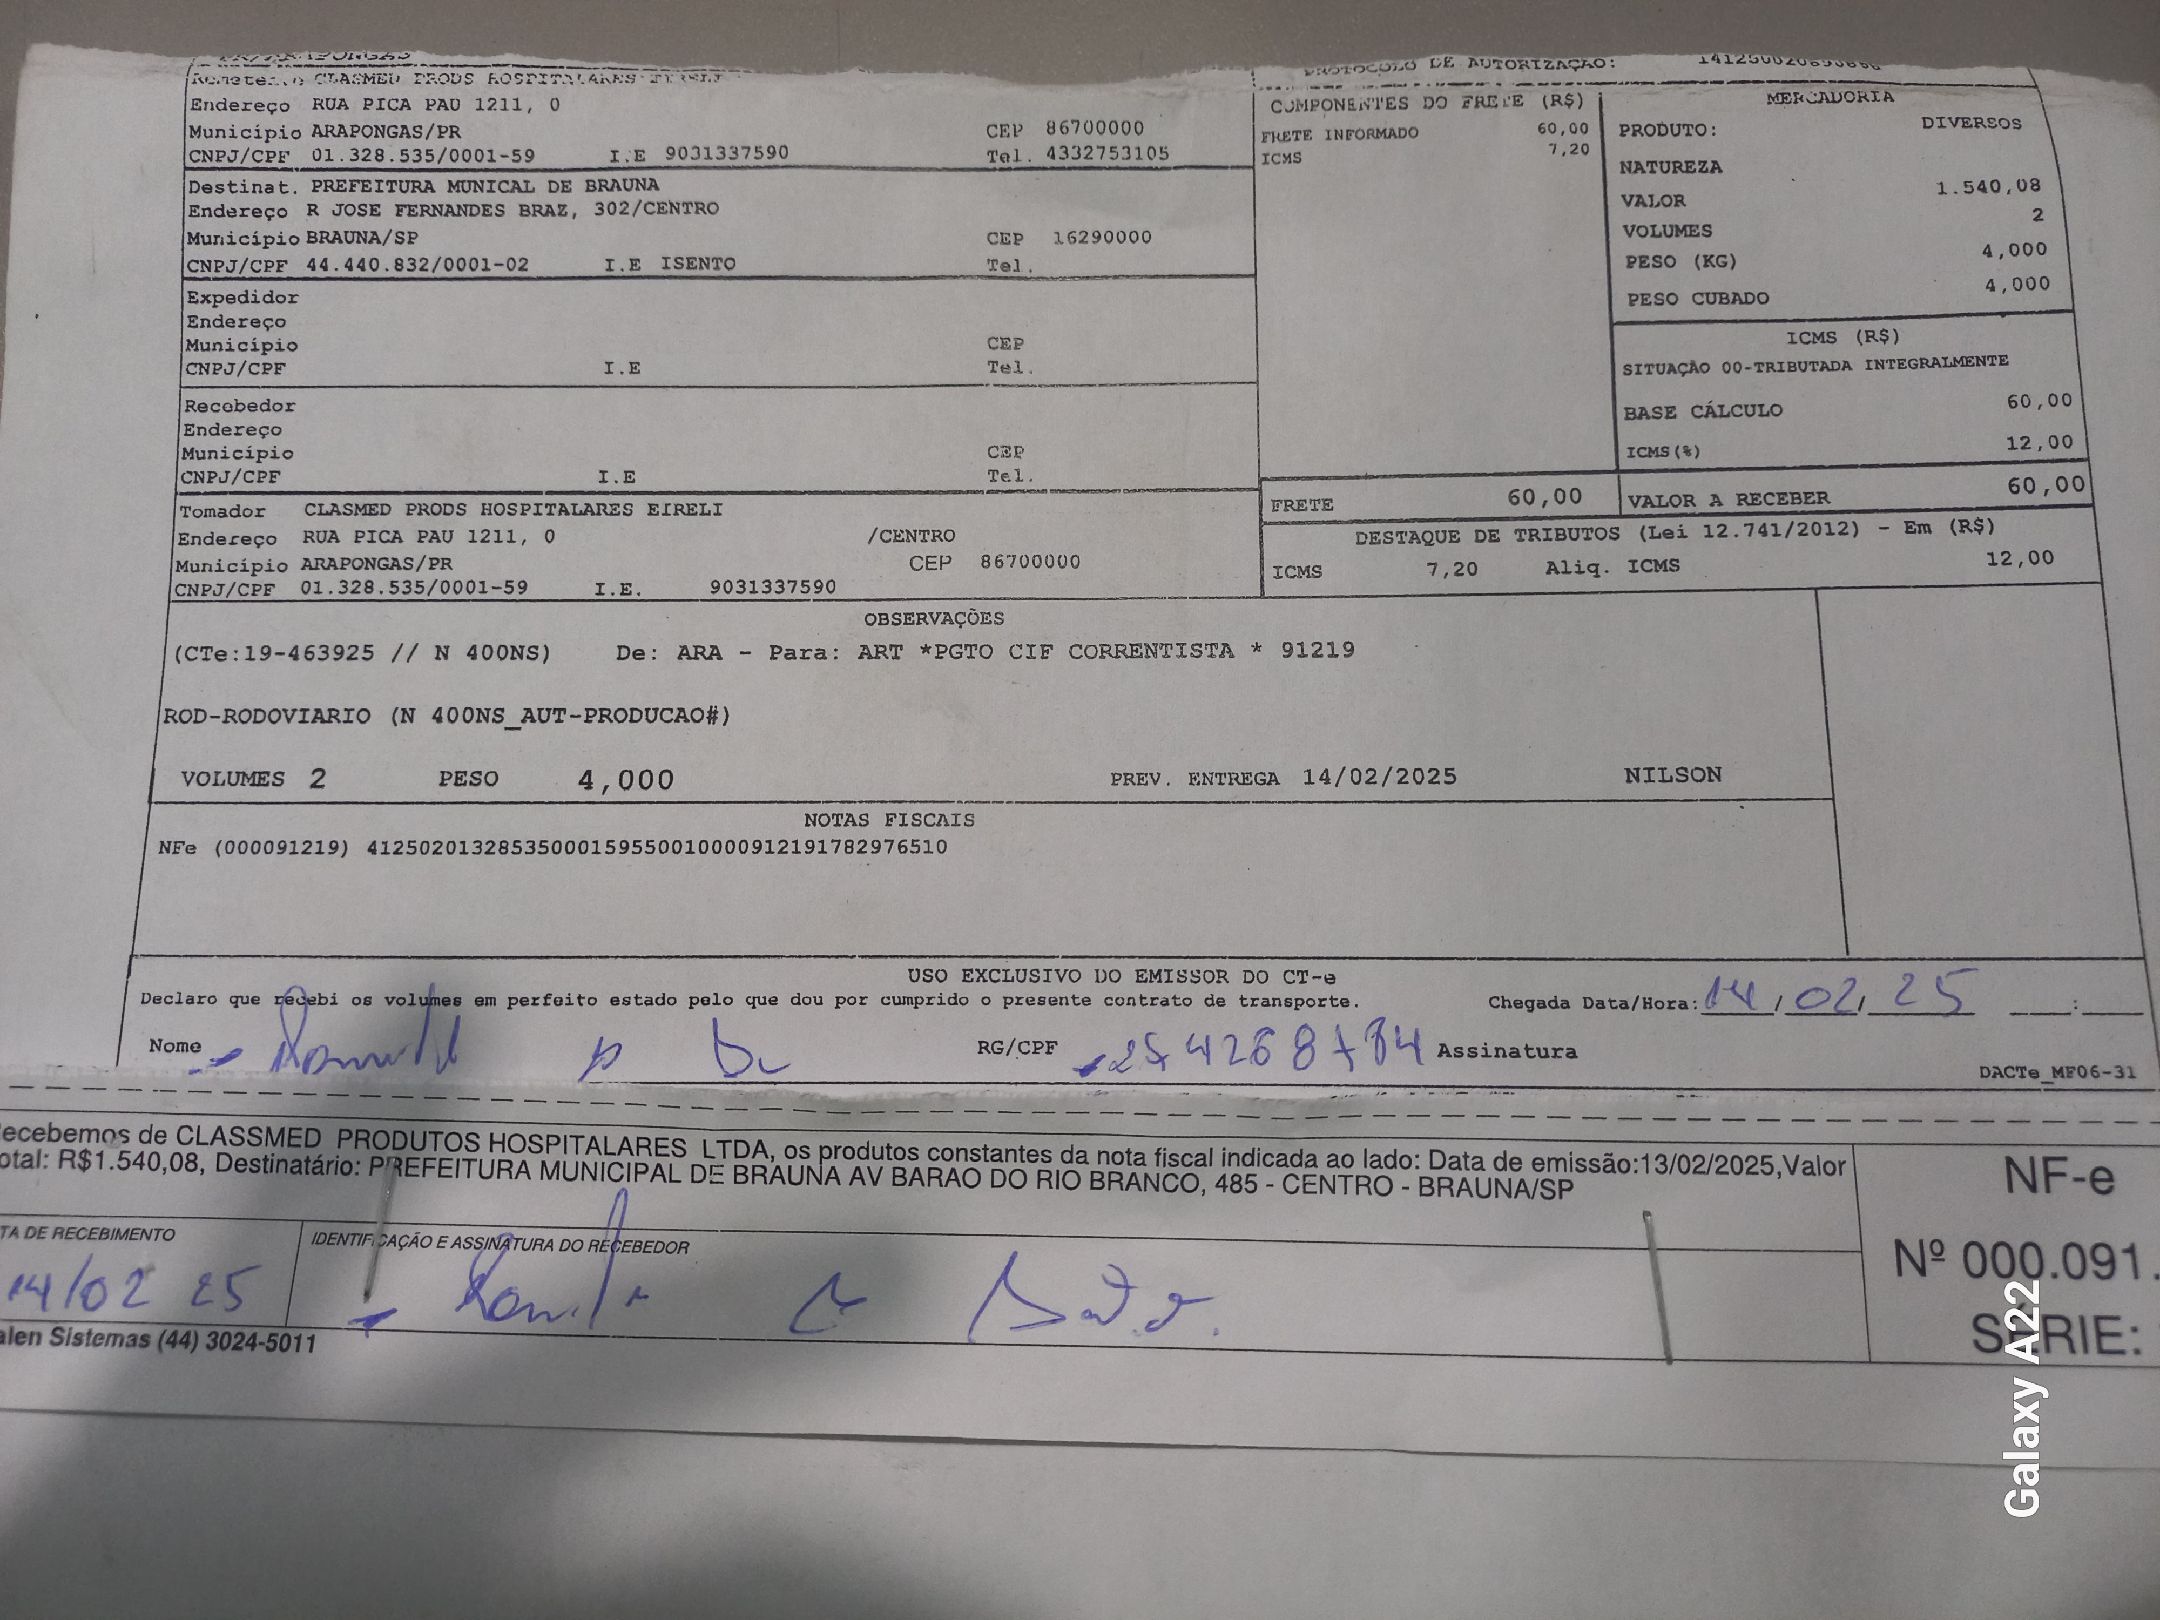 CLASMED PRODS HOSPITALARES EIRELI
PROTOCOLO DE AUTORIZAÇÃO:
Endereço RUA PICA PAU 1211, 0
Município ARAPONGAS/PR CEP 86700000
CNPJ/CPF 01.328.535/0001-59 I.E 9031337590 Tel. 4332753105
Destinat. PREFEITURA MUNICAL DE BRAUNA
Endereço R JOSE FERNANDES BRAZ, 302/CENTRO
Município BRAUNA/SP CEP 16290000
CNPJ/CPF 44.440.832/0001-02 I.E ISENTO Tel.
Expedidor
Endereço
Município CEP
CNPJ/CPF I.E Tel.
Recebedor
Endereço
Município CEP
CNPJ/CPF I.E Tel.
Tomador CLASMED PRODS HOSPITALARES EIRELI
Endereço RUA PICA PAU 1211, 0 /CENTRO
Município ARAPONGAS/PR CEP 86700000
CNPJ/CPF 01.328.535/0001-59 I.E. 9031337590
COMPONENTES DO FRETE (R$)
FRETE INFORMADO 60,00
ICMS 7,20
MERCADORIA
PRODUTO: DIVERSOS
NATUREZA
VALOR 1.540,08
VOLUMES 2
PESO (KG) 4,000
PESO CUBADO 4,000
ICMS (R$)
SITUAÇÃO 00-TRIBUTADA INTEGRALMENTE
BASE CÁLCULO 60,00
ICMS(%) 12,00
FRETE 60,00 VALOR A RECEBER 60,00
DESTAQUE DE TRIBUTOS (Lei 12.741/2012) - Em (R$)
ICMS 7,20 Aliq. ICMS 12,00
OBSERVAÇÕES
(CTe:19-463925 // N 400NS) De: ARA - Para: ART *PGTO CIF CORRENTISTA * 91219
ROD-RODOVIARIO (N 400NS_AUT-PRODUCAO#)
VOLUMES 2 PESO 4,000 PREV. ENTREGA 14/02/2025 NILSON
NOTAS FISCAIS
NFe (000091219) 41250201328535000159550010000912191782976510
USO EXCLUSIVO DO EMISSOR DO CT-e
Declaro que recebi os volumes em perfeito estado pelo que dou por cumprido o presente contrato de transporte. Chegada Data/Hora: 14/02/25 :
Nome RG/CPF Assinatura
DACTe_MF06-31
ecebemos de CLASSMED PRODUTOS HOSPITALARES LTDA, os produtos constantes da nota fiscal indicada ao lado: Data de emissão:13/02/2025,Valor
otal: R$1.540,08, Destinatário: PREFEITURA MUNICIPAL DE BRAUNA AV BARAO DO RIO BRANCO, 485 - CENTRO - BRAUNA/SP
TA DE RECEBIMENTO IDENTIFICAÇÃO E ASSINATURA DO RECEBEDOR
14/02 25
alen Sistemas (44) 3024-5011
NF-e
Nº 000.091.
SÉRIE:
Galaxy A22